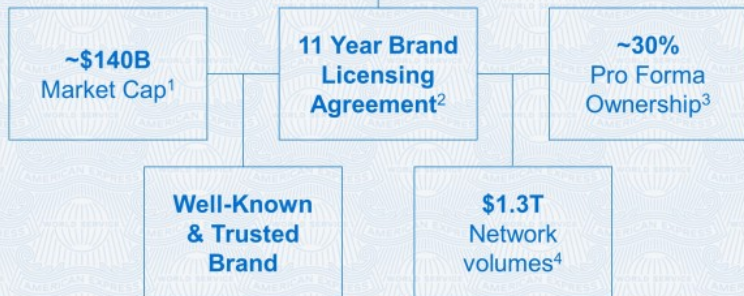 ~$140B
Market Cap¹
11 Year Brand
Licensing
Agreement²
~30%
Pro Forma
Ownership³
Well-Known
& Trusted
Brand
$1.3T
Network
volumes⁴